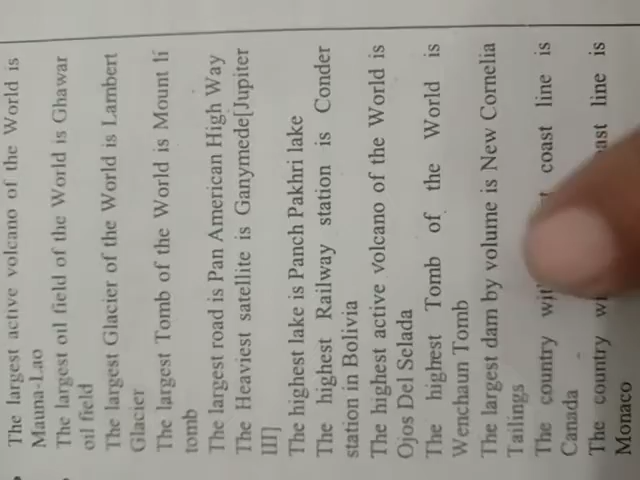 The largest active volcano of the World is
Mauna-Lao
The largest oil field of the World is Ghawar
oil field
The largest Glacier of the World is Lambert
Glacier
The largest Tomb of the World is Mount li
tomb
The largest road is Pan American High Way
The Heaviest satellite is Ganymede[Jupiter
III]
The highest lake is Panch Pakhri lake
The highest Railway station is Conder
station in Bolivia
The highest active volcano of the World is
Ojos Del Selada
The highest Tomb of the World is
Wenchaun Tomb
The largest dam by volume is New Cornelia
Tailings
The country coast line is
Canada
The country line is
Monaco